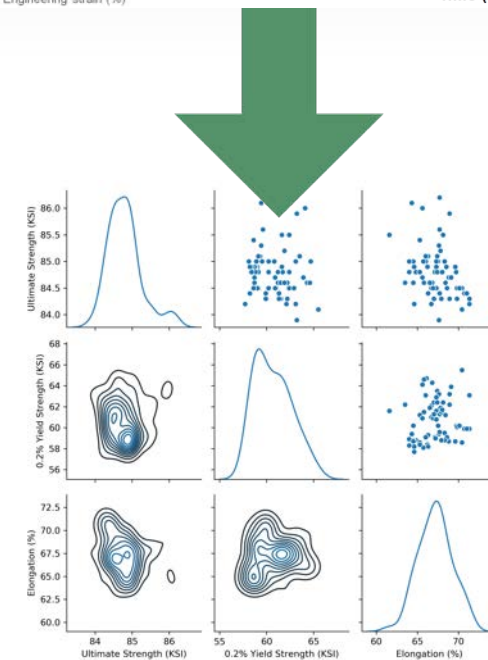 Engineering strain (%)
Ultimate Strength (KSI)
86.0
85.5
85.0
84.5
84.0
0.2% Yield Strength (KSI)
68
66
64
62
60
58
56
Elongation (%)
72.5
70.0
67.5
65.0
62.5
60.0
84 85 86
Ultimate Strength (KSI)
55 60 65
0.2% Yield Strength (KSI)
60 65 70
Elongation (%)